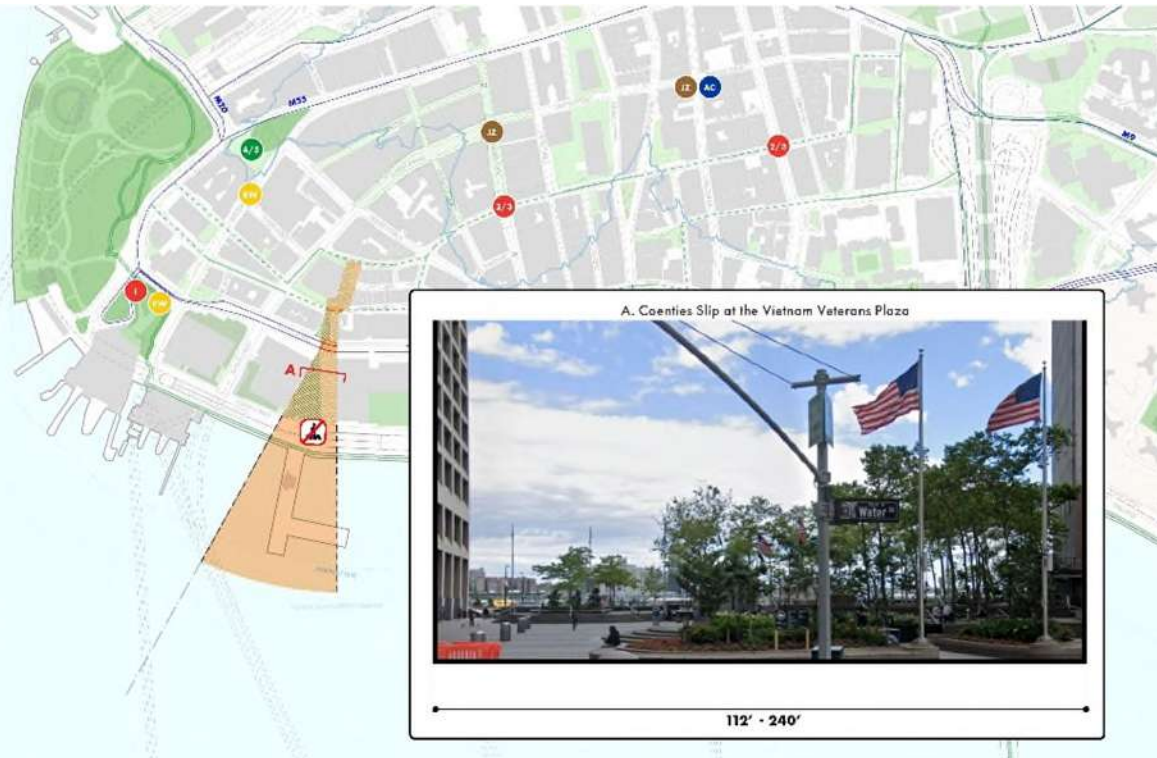 M20
M55
M9
JZ
AC
JZ
4/5
2/3
RW
2/3
1
RW
A
A. Coenties Slip at the Vietnam Veterans Plaza
Water
112' - 240'